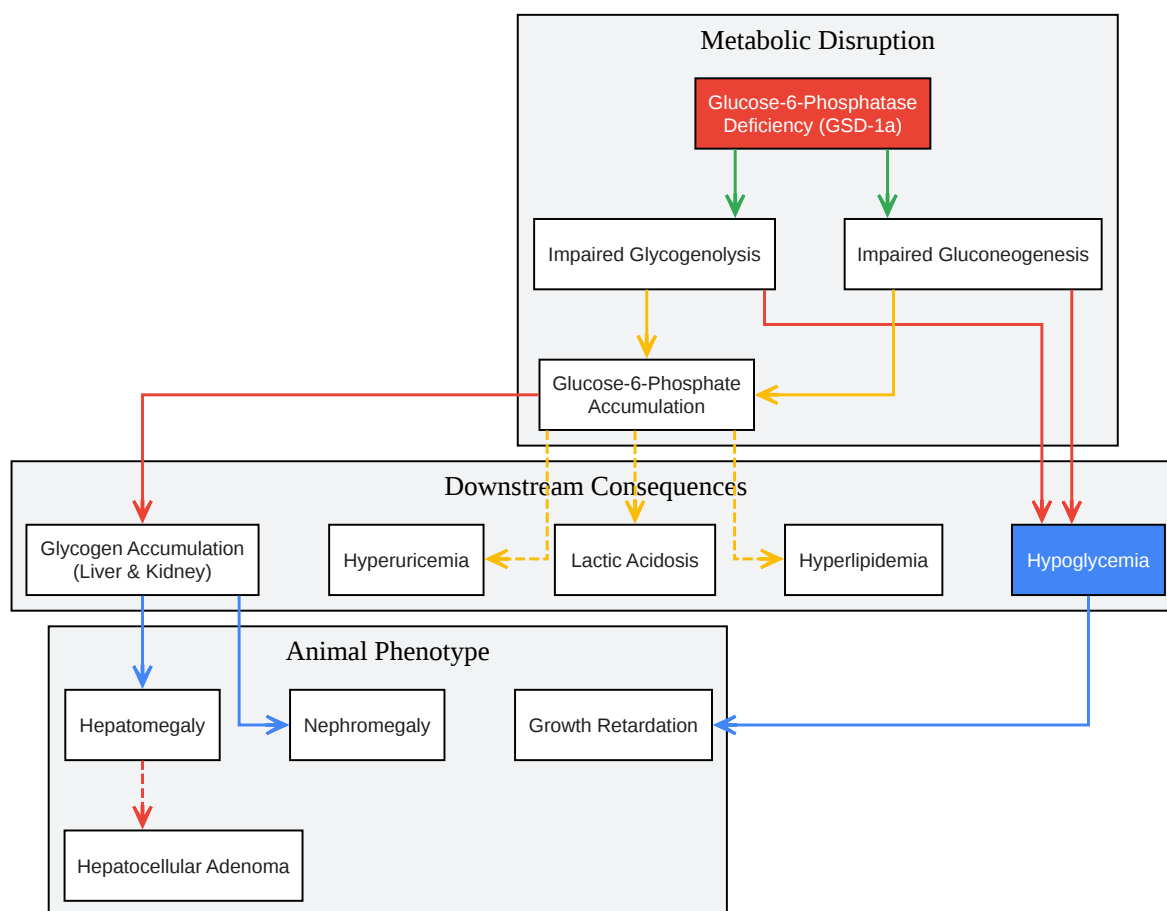 Metabolic Disruption
Glucose-6-Phosphatase
Deficiency (GSD-1a)
Impaired Glycogenolysis
Impaired Gluconeogenesis
Glucose-6-Phosphate
Accumulation
Downstream Consequences
Glycogen Accumulation
(Liver & Kidney)
Hyperuricemia
Lactic Acidosis
Hyperlipidemia
Hypoglycemia
Animal Phenotype
Hepatomegaly
Nephromegaly
Growth Retardation
Hepatocellular Adenoma